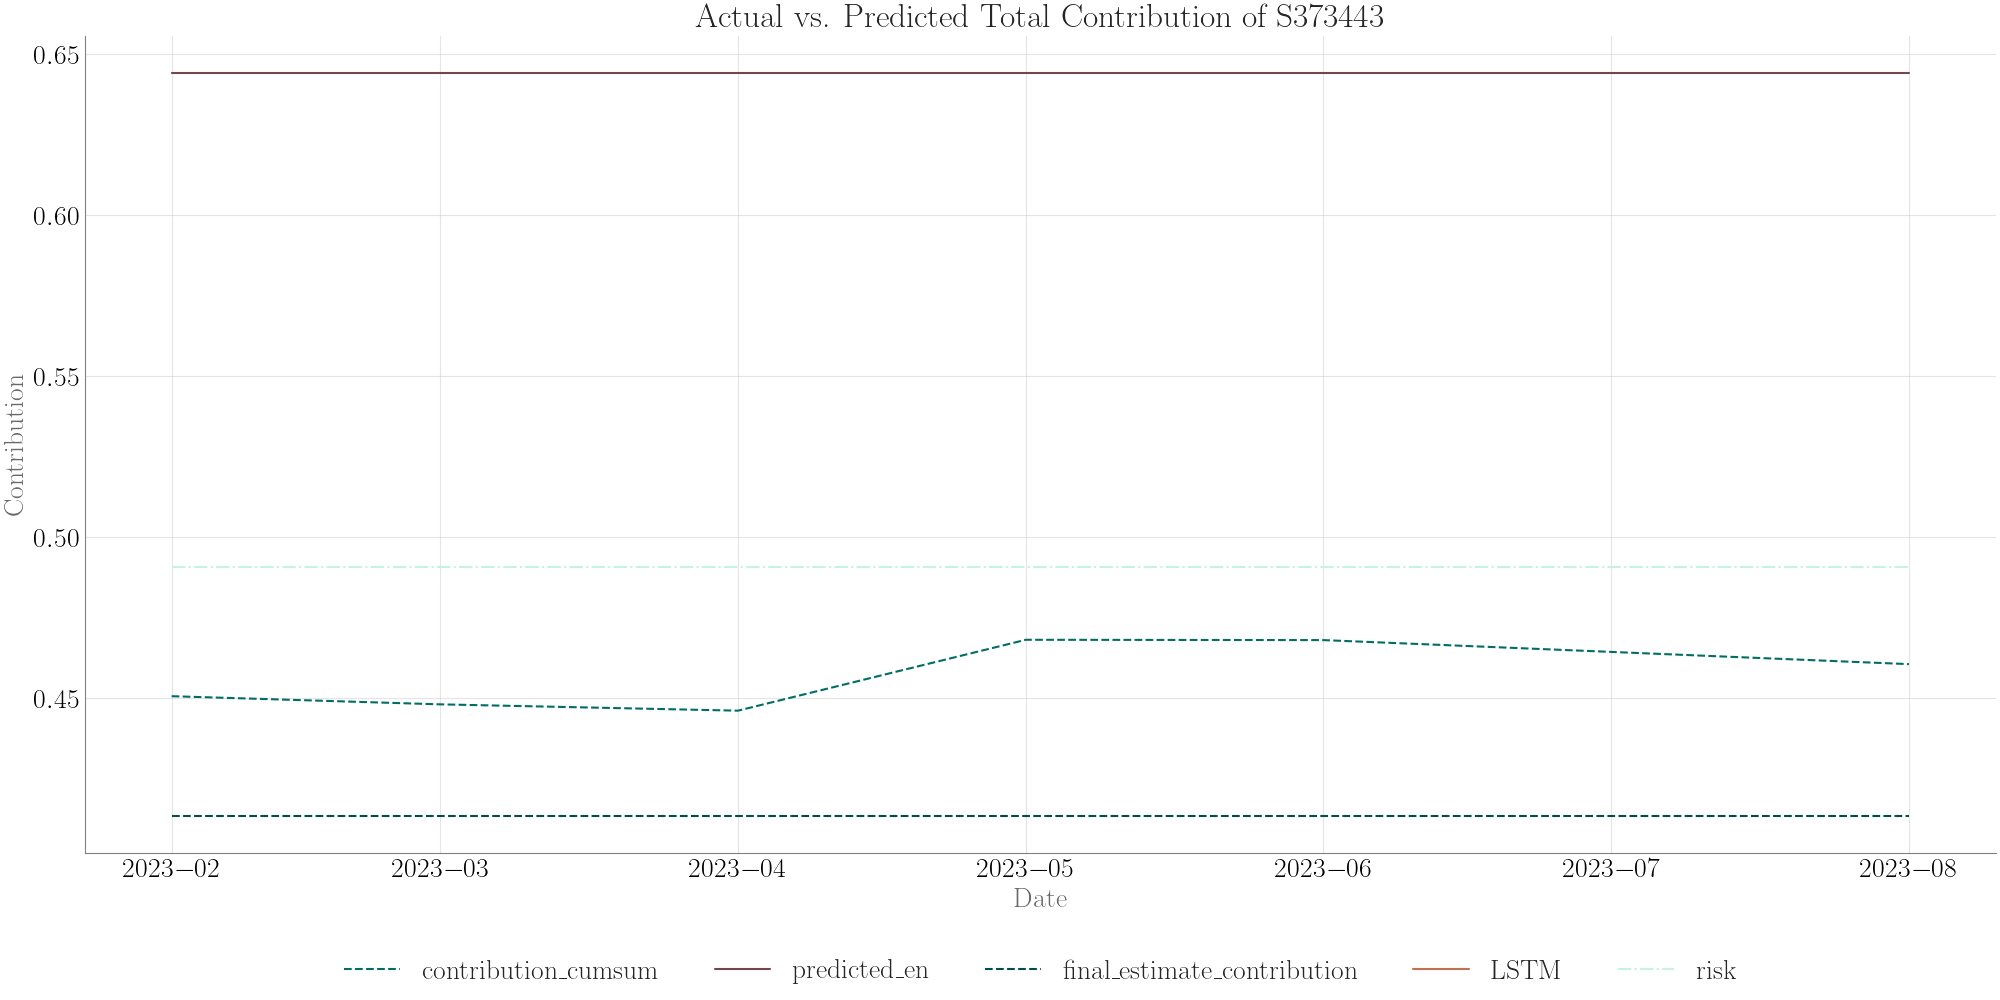 Actual vs. Predicted Total Contribution of S373443
0.65
0.60
0.55
0.50
0.45
Contribution
2023−02 2023−03 2023−04 2023−05 2023−06 2023−07 2023−08
Date
contribution_cumsum predicted_en final_estimate_contribution LSTM risk